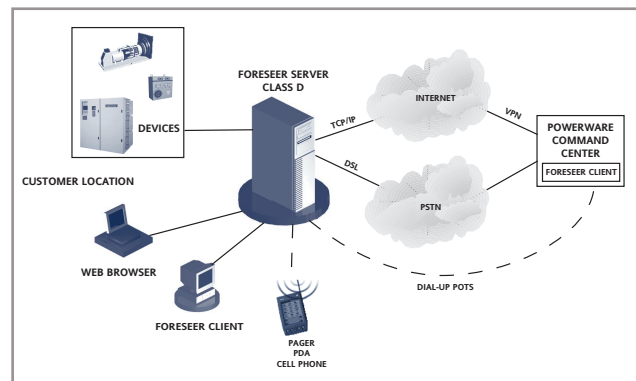 FORESEER SERVER
CLASS D
DEVICES
CUSTOMER LOCATION
TCP/IP
INTERNET
VPN
POWERWARE
COMMAND
CENTER
FORESEER CLIENT
DSL
PSTN
WEB BROWSER
FORESEER CLIENT
DIAL-UP POTS
PAGER
PDA
CELL PHONE